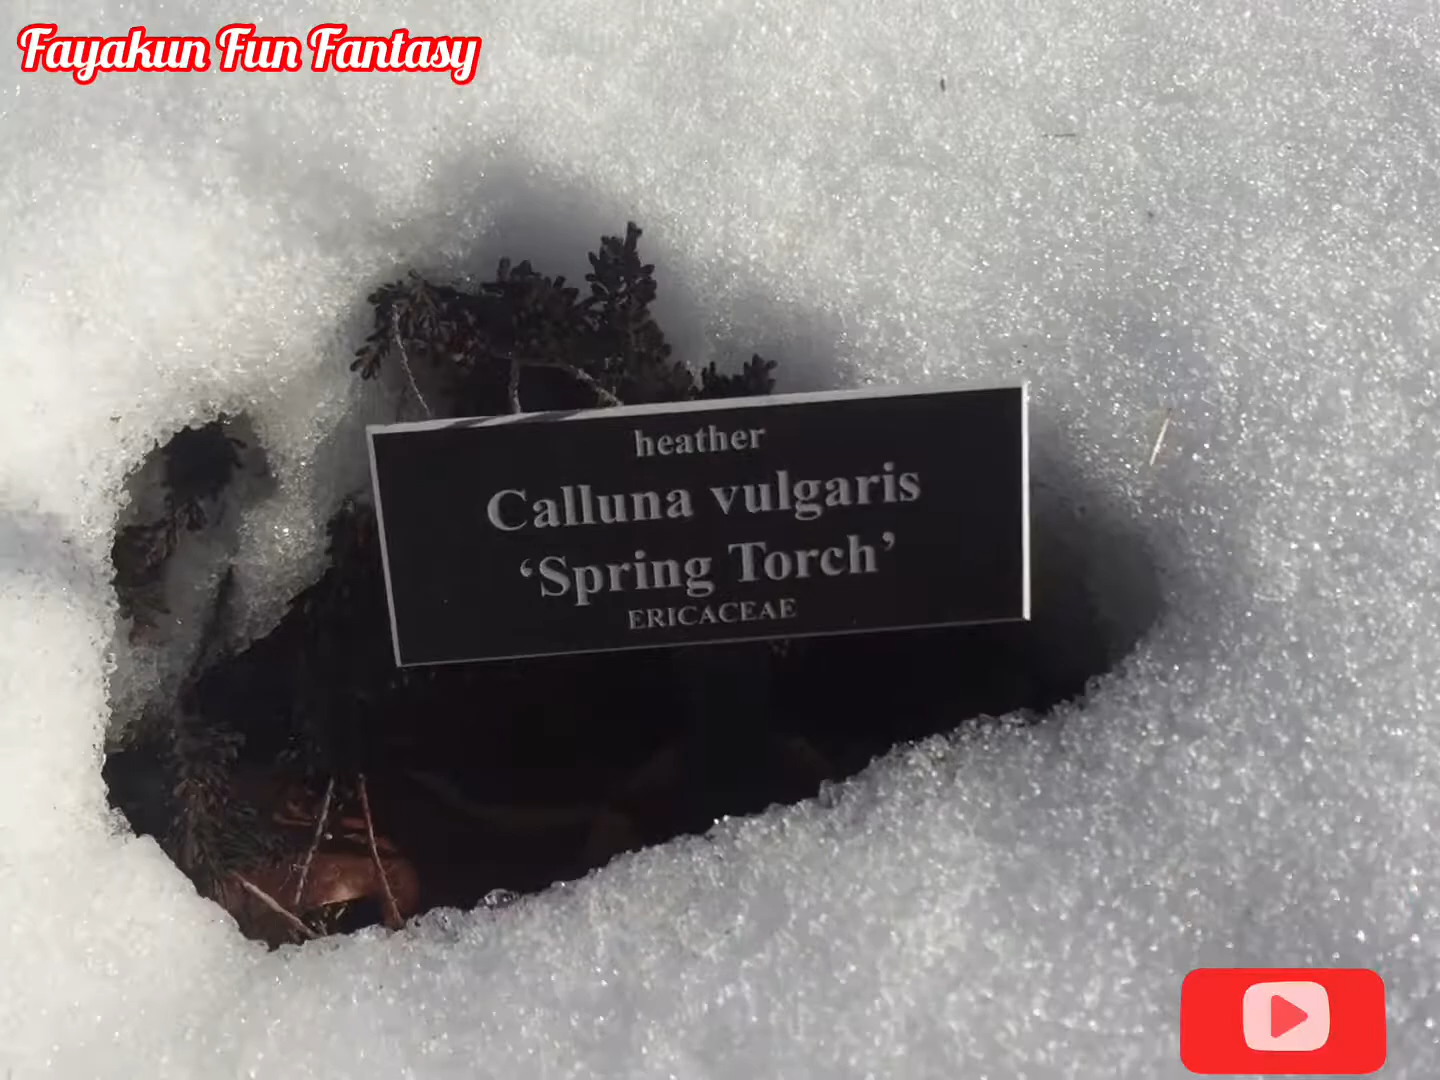 Fayakun Fun Fantasy
heather
Calluna vulgaris
‘Spring Torch’
ERICACEAE